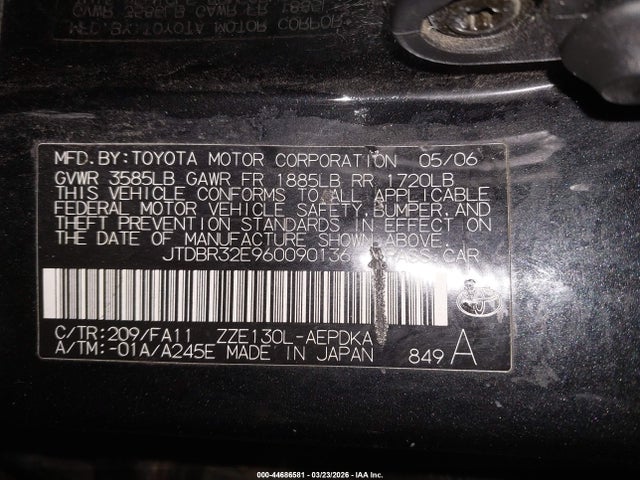 MFD.BY:TOYOTA MOTOR CORPORATION 05/06
GVWR 3585LB GAWR FR 1885LB RR 1720LB
THIS VEHICLE CONFORMS TO ALL APPLICABLE
FEDERAL MOTOR VEHICLE SAFETY, BUMPER, AND
THEFT PREVENTION STANDARDS IN EFFECT ON
THE DATE OF MANUFACTURE SHOWN ABOVE.
JTDBR32E960090136 PASS.CAR
C/TR:209/FA11 ZZE130L-AEPDKA
A/TM:-01A/A245E MADE IN JAPAN 849 A
000-44686581 - 03/23/2026 - IAA Inc.